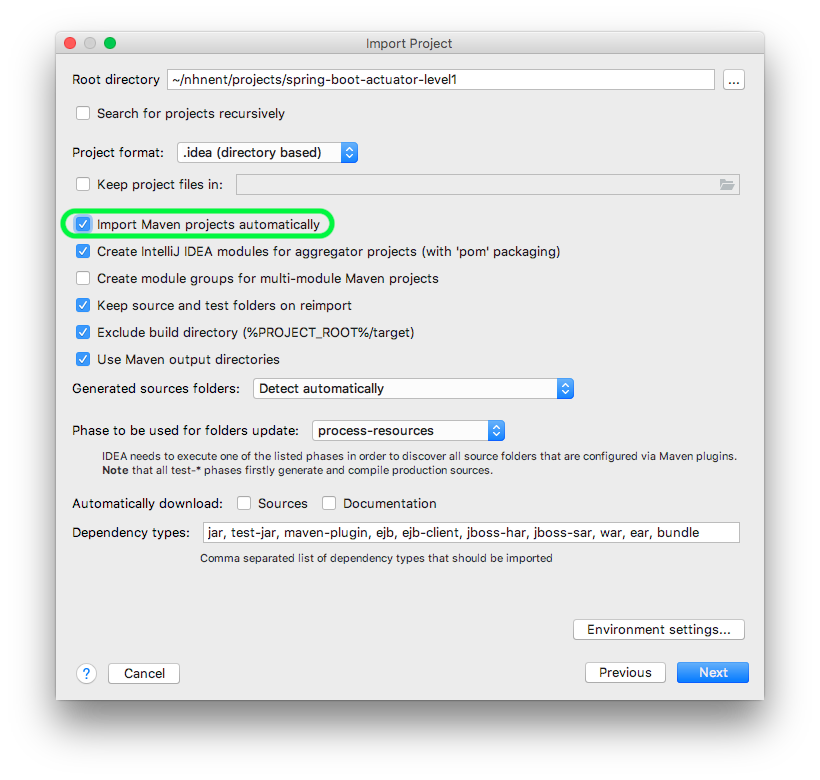 Import Project
Root directory ~/nhnent/projects/spring-boot-actuator-level1 ...
Search for projects recursively
Project format: .idea (directory based)
Keep project files in:
Import Maven projects automatically
Create IntelliJ IDEA modules for aggregator projects (with 'pom' packaging)
Create module groups for multi-module Maven projects
Keep source and test folders on reimport
Exclude build directory (%PROJECT_ROOT%/target)
Use Maven output directories
Generated sources folders: Detect automatically
Phase to be used for folders update: process-resources
IDEA needs to execute one of the listed phases in order to discover all source folders that are configured via Maven plugins.
Note that all test-* phases firstly generate and compile production sources.
Automatically download: Sources Documentation
Dependency types: jar, test-jar, maven-plugin, ejb, ejb-client, jboss-har, jboss-sar, war, ear, bundle
Comma separated list of dependency types that should be imported
Environment settings...
? Cancel Previous Next